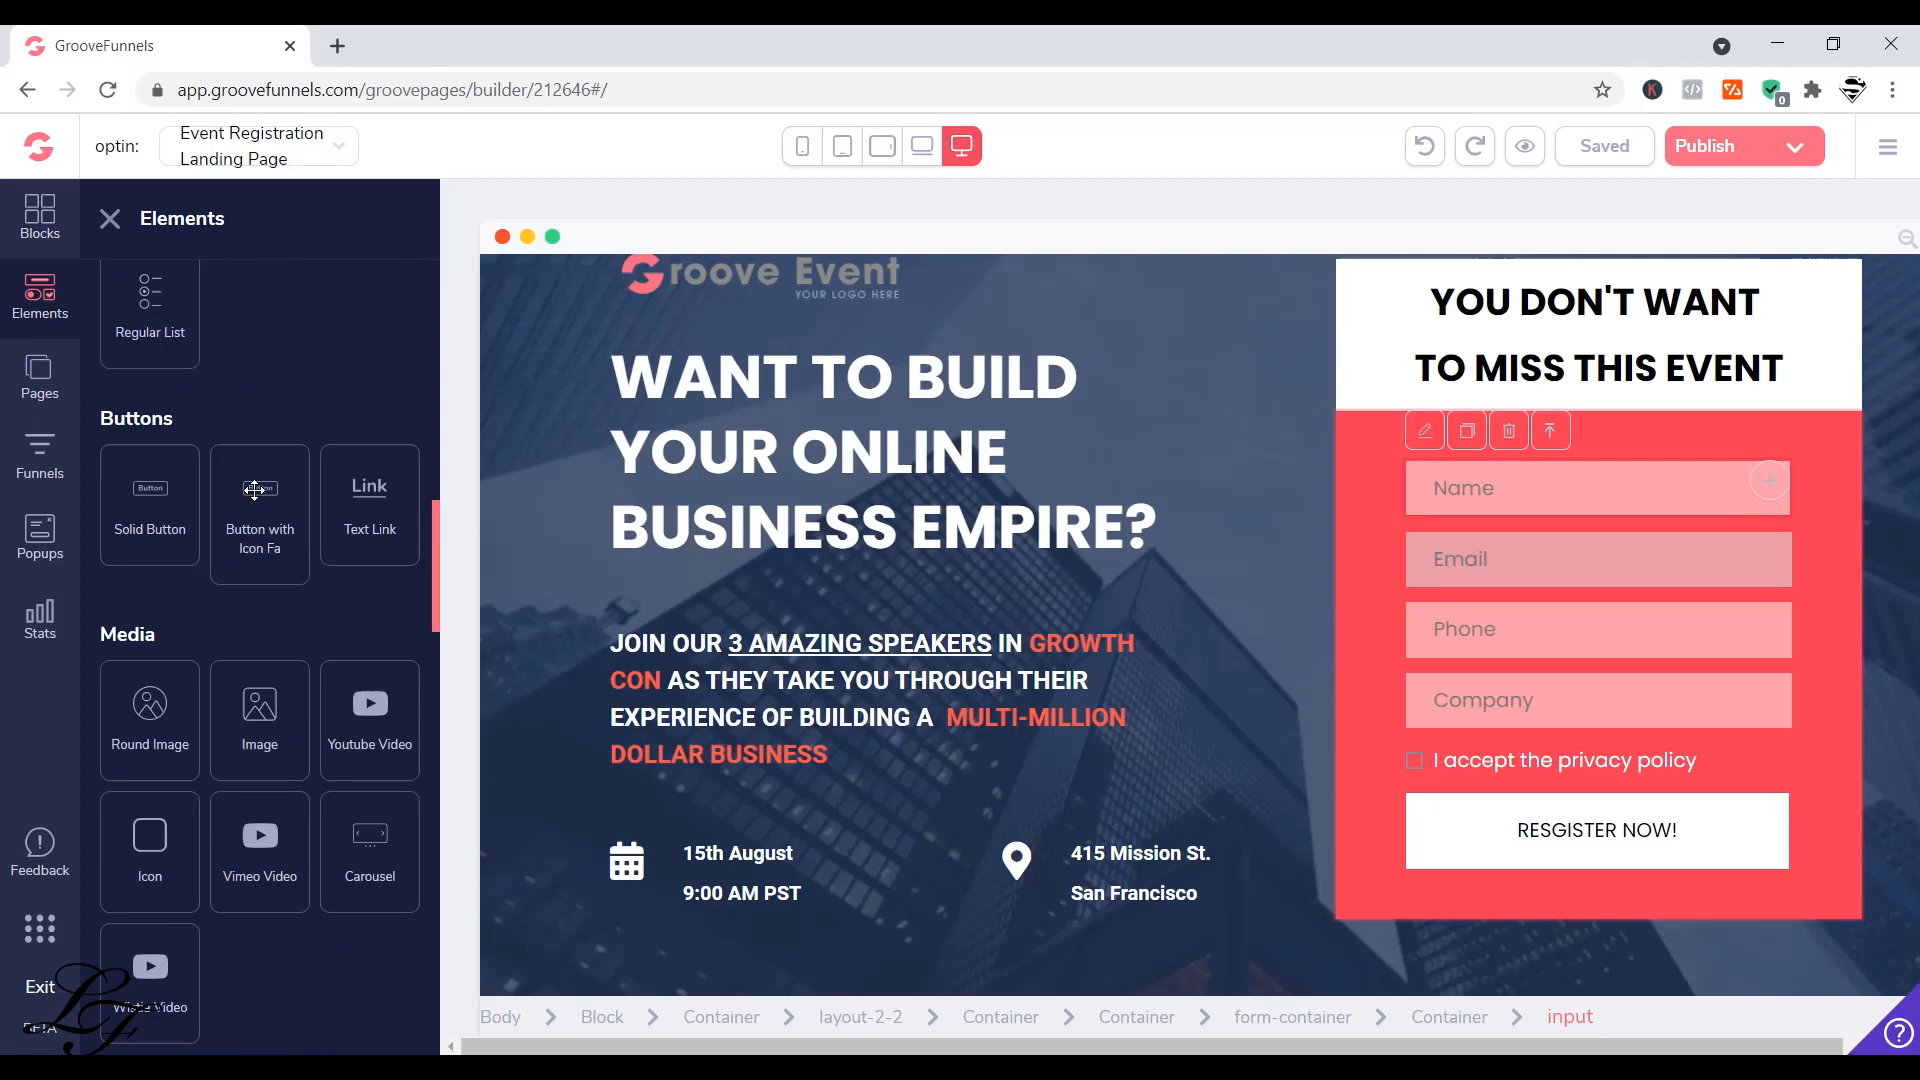 GrooveFunnels
app.groovefunnels.com/groovepages/builder/212646#/
0
optin:
Event Registration
Landing Page
Saved
Publish
Blocks
Elements
Pages
Funnels
Popups
Stats
Feedback
Exit
BETA
Elements
Regular List
Buttons
Button
Solid Button
Button with
Icon Fa
Link
Text Link
Media
Round Image
Image
Youtube Video
Icon
Vimeo Video
Carousel
Wistia Video
Groove Event
YOUR LOGO HERE
WANT TO BUILD
YOUR ONLINE
BUSINESS EMPIRE?
JOIN OUR 3 AMAZING SPEAKERS IN GROWTH
CON AS THEY TAKE YOU THROUGH THEIR
EXPERIENCE OF BUILDING A MULTI-MILLION
DOLLAR BUSINESS
15th August
9:00 AM PST
415 Mission St.
San Francisco
YOU DON'T WANT
TO MISS THIS EVENT
Name
Email
Phone
Company
I accept the privacy policy
RESGISTER NOW!
Body > Block > Container > layout-2-2 > Container > Container > form-container > Container > input